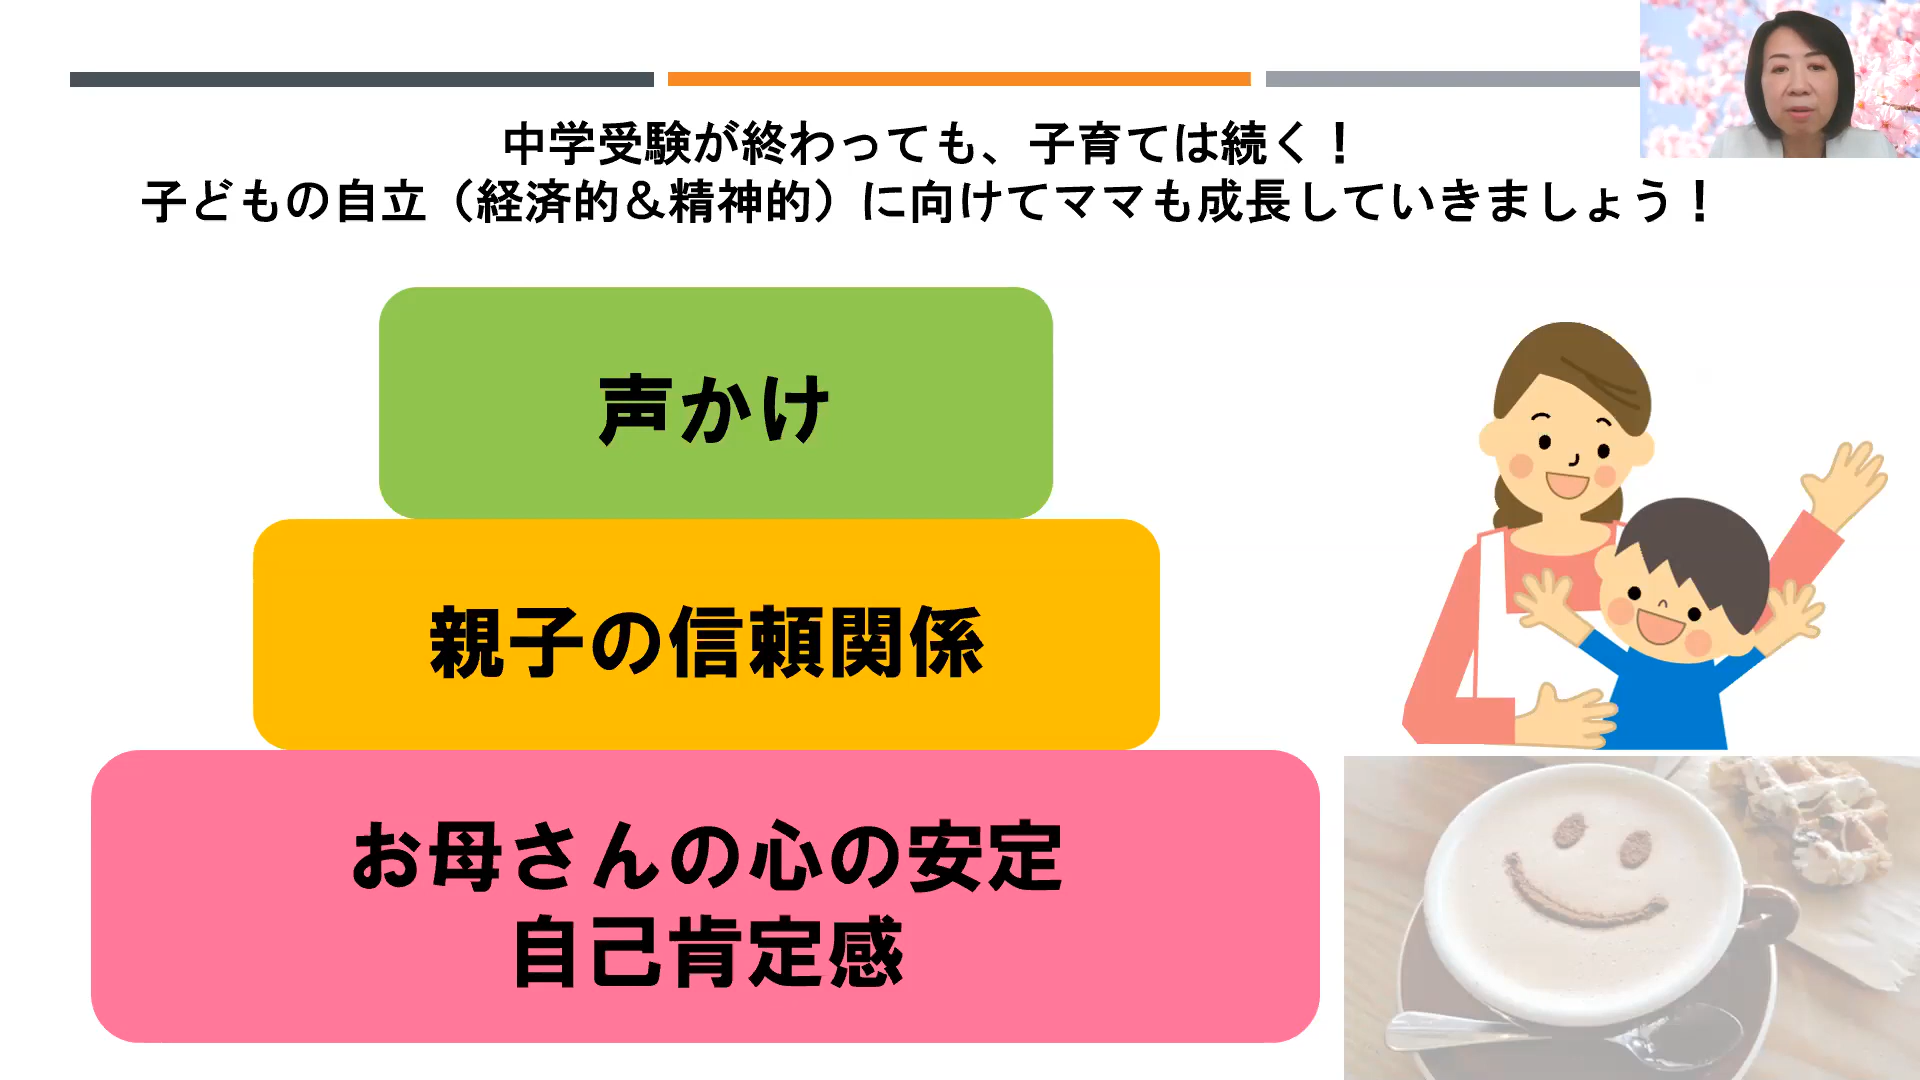 中学受験が終わっても、子育ては続く！
子どもの自立（経済的＆精神的）に向けてママも成長していきましょう！
声かけ
親子の信頼関係
お母さんの心の安定
自己肯定感